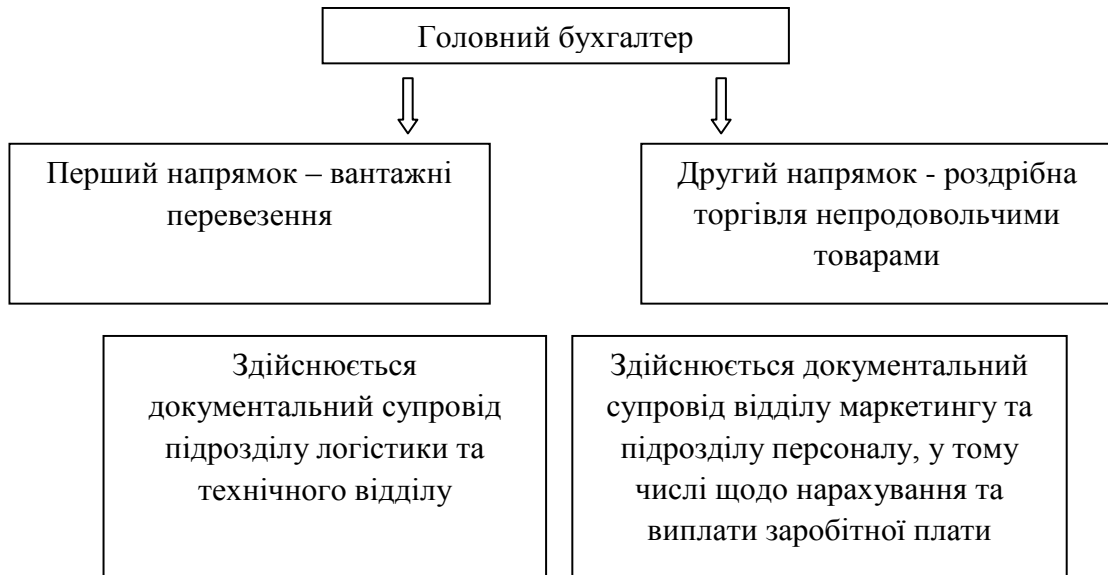 Головний бухгалтер
Перший напрямок – вантажні
перевезення
Другий напрямок - роздрібна
торгівля непродовольчими
товарами
Здійснюється
документальний супровід
підрозділу логістики та
технічного відділу
Здійснюється документальний
супровід відділу маркетингу та
підрозділу персоналу, у тому
числі щодо нарахування та
виплати заробітної плати